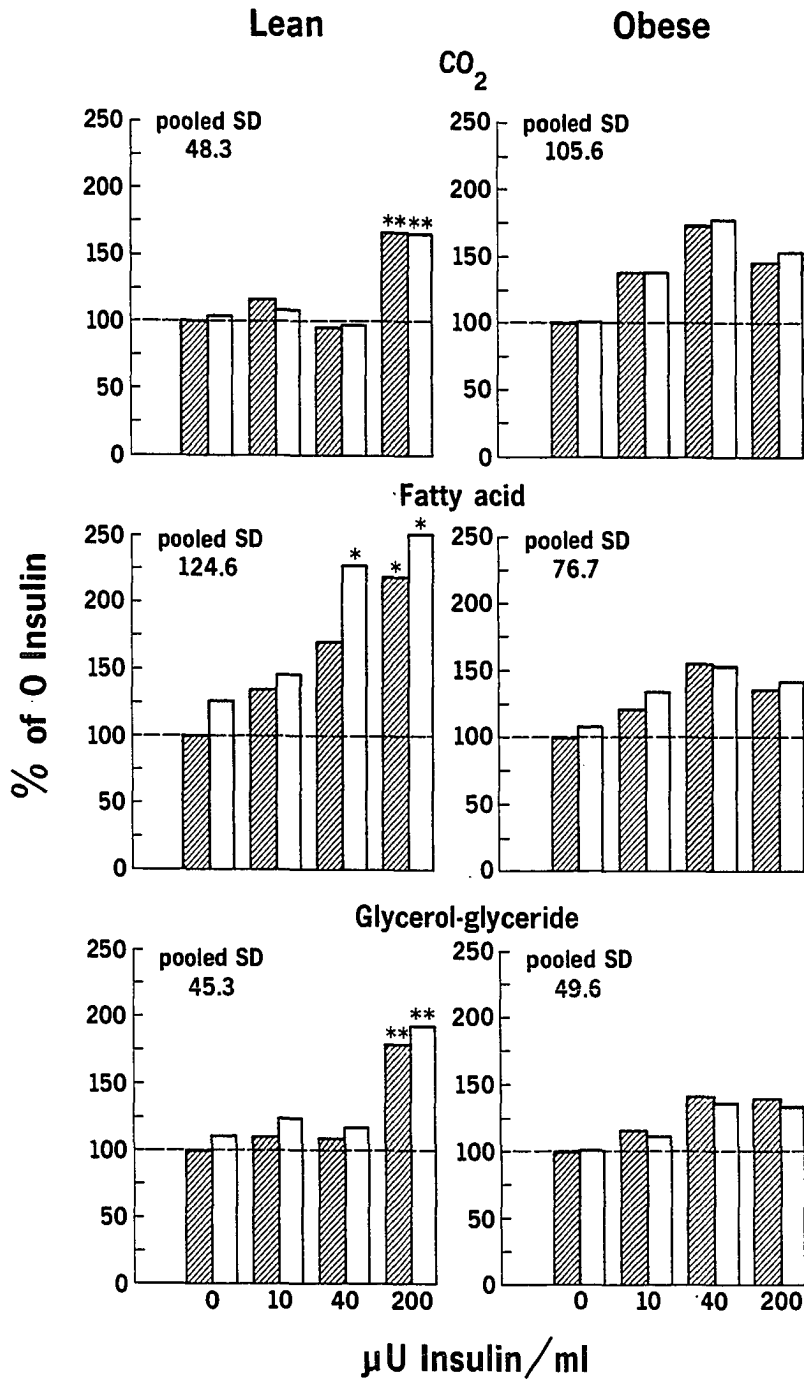 Lean Obese
CO2
250 pooled SD 250 pooled SD
200 48.3 200 105.6
** **
150 150
100 100
50 50
0 0
Fatty acid
250 pooled SD * 250 pooled SD
200 124.6 * * 200 76.7
150 150
100 100
50 50
0 0
% of O Insulin
Glycerol-glyceride
250 pooled SD 250 pooled SD
200 45.3 ** ** 200 49.6
150 150
100 100
50 50
0 0
0 10 40 200 0 10 40 200
µU Insulin/ml